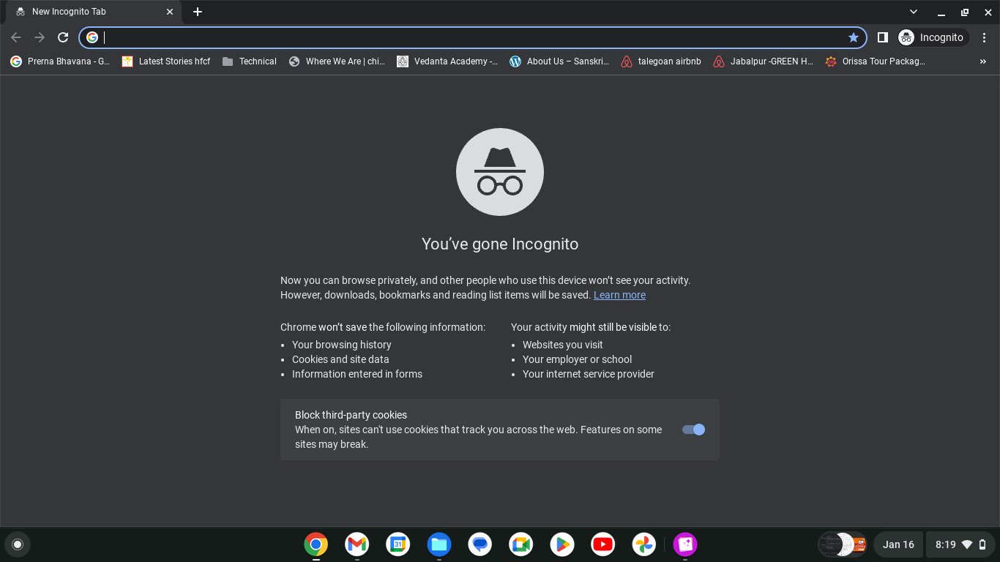 New Incognito Tab
Incognito
Prerna Bhavana - G...
Latest Stories hfcf
Technical
Where We Are | chi...
Vedanta Academy -...
About Us – Sanskri...
talegoan airbnb
Jabalpur -GREEN H...
Orissa Tour Packag...
You’ve gone Incognito
Now you can browse privately, and other people who use this device won’t see your activity.
However, downloads, bookmarks and reading list items will be saved. Learn more
Chrome won’t save the following information:
Your browsing history
Cookies and site data
Information entered in forms
Your activity might still be visible to:
Websites you visit
Your employer or school
Your internet service provider
Block third-party cookies
When on, sites can't use cookies that track you across the web. Features on some
sites may break.
31
Jan 16
8:19